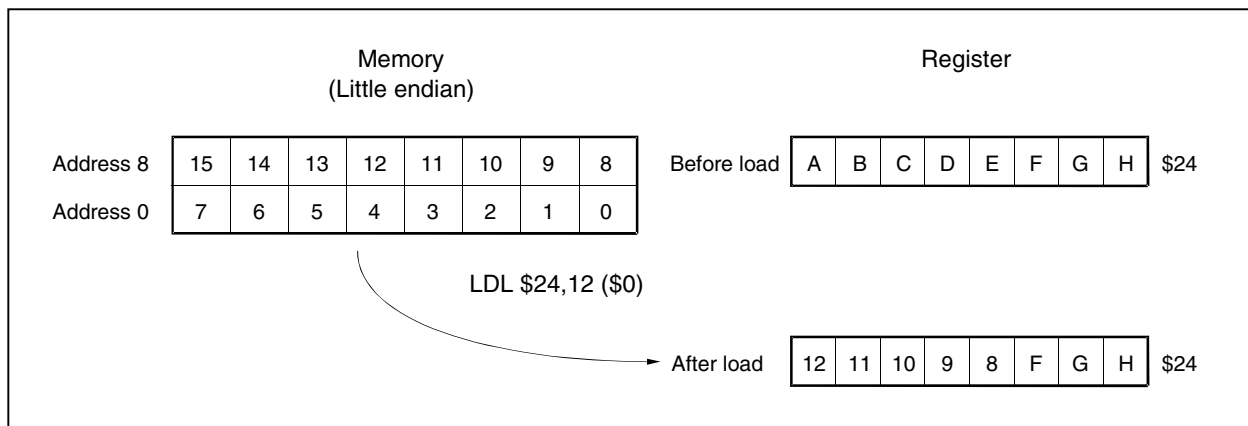 Memory
(Little endian)
Register
Address 8 15 14 13 12 11 10 9 8
Before load A B C D E F G H $24
Address 0 7 6 5 4 3 2 1 0
LDL $24,12 ($0)
After load 12 11 10 9 8 F G H $24